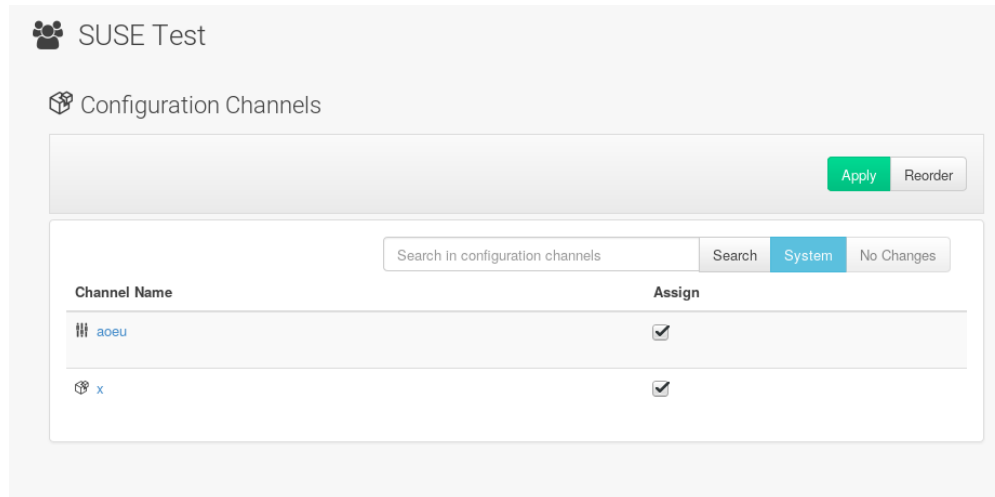 SUSE Test
Configuration Channels
Apply Reorder
Search in configuration channels Search System No Changes
Channel Name Assign
aoeu
x